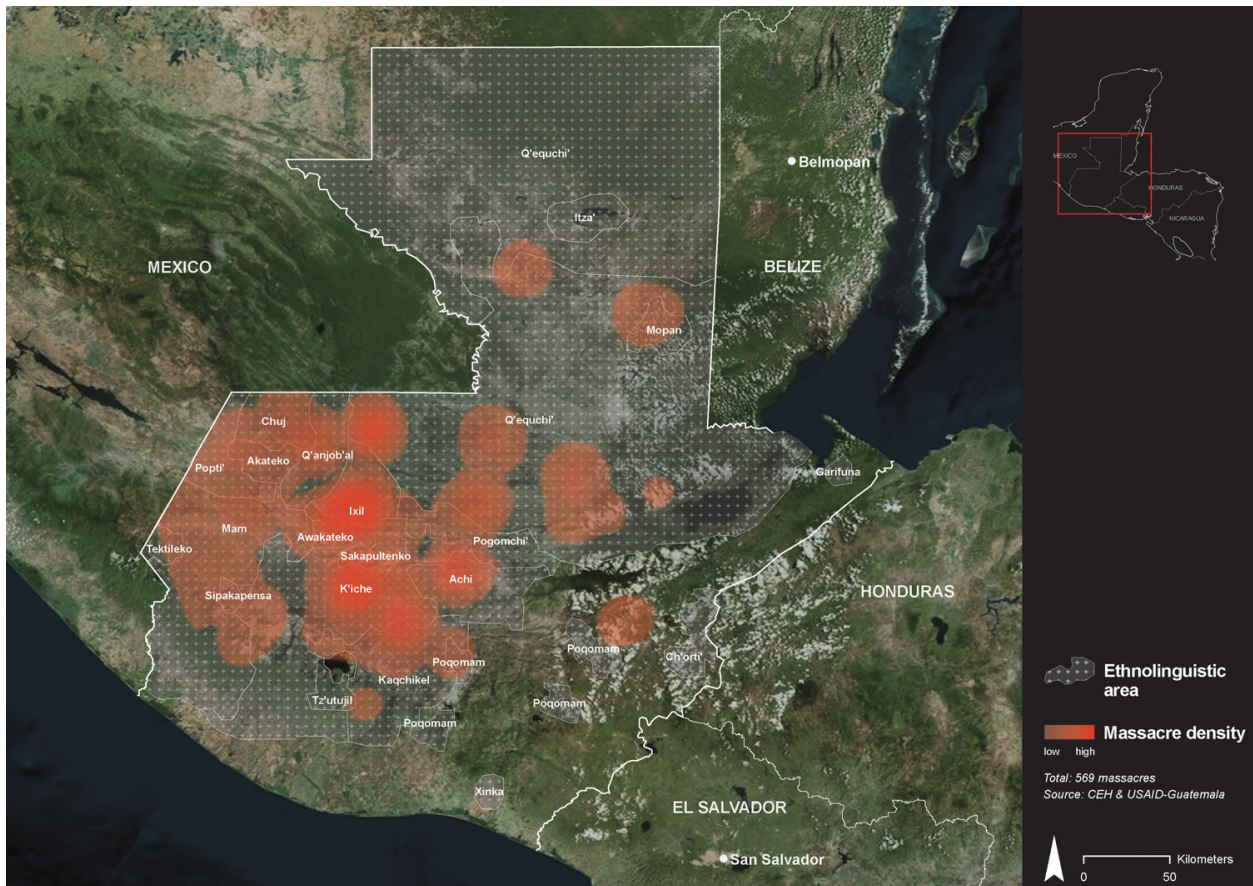 Q'equchi'
Belmopan
Itza'
MEXICO
BELIZE
Mopan
Chuj
Q'equchi'
Q'anjob'al
Akateko
Popti'
Garifuna
Ixil
Mam
Awakateko
Pogomchi'
Tektileko
Sakapultenko
Achi
K'iche
Sipakapensa
HONDURAS
Poqomam
Ch'orti'
Poqomam
Kaqchikel
Tz'utujil
Poqomam
Poqomam
Xinka
EL SALVADOR
San Salvador
MEXICO
HONDURAS
NICARAGUA
Ethnolinguistic
area
Massacre density
low high
Total: 569 massacres
Source: CEH & USAID-Guatemala
Kilometers
0 50